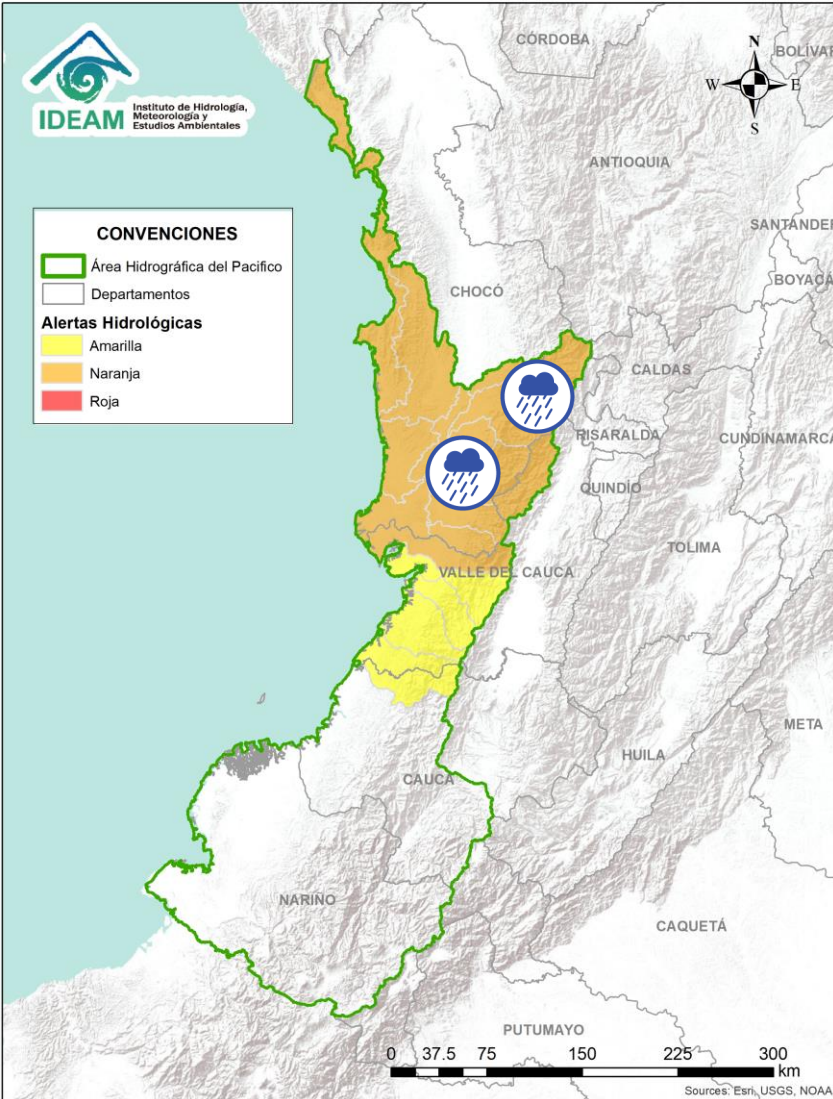 IDEAM
Instituto de Hidrología,
Meteorología y
Estudios Ambientales
CONVENCIONES
Área Hidrográfica del Pacifico
Departamentos
Alertas Hidrológicas
Amarilla
Naranja
Roja
N
W
E
S
CÓRDOBA
BOLÍVAR
ANTIOQUIA
SANTANDER
BOYACÁ
CHOCÓ
CALDAS
RISARALDA
CUNDINAMARCA
QUINDÍO
TOLIMA
VALLE DEL CAUCA
META
HUILA
CAUCA
NARIÑO
CAQUETÁ
PUTUMAYO
0 37.5 75 150 225 300
km
Sources: Esri, USGS, NOAA